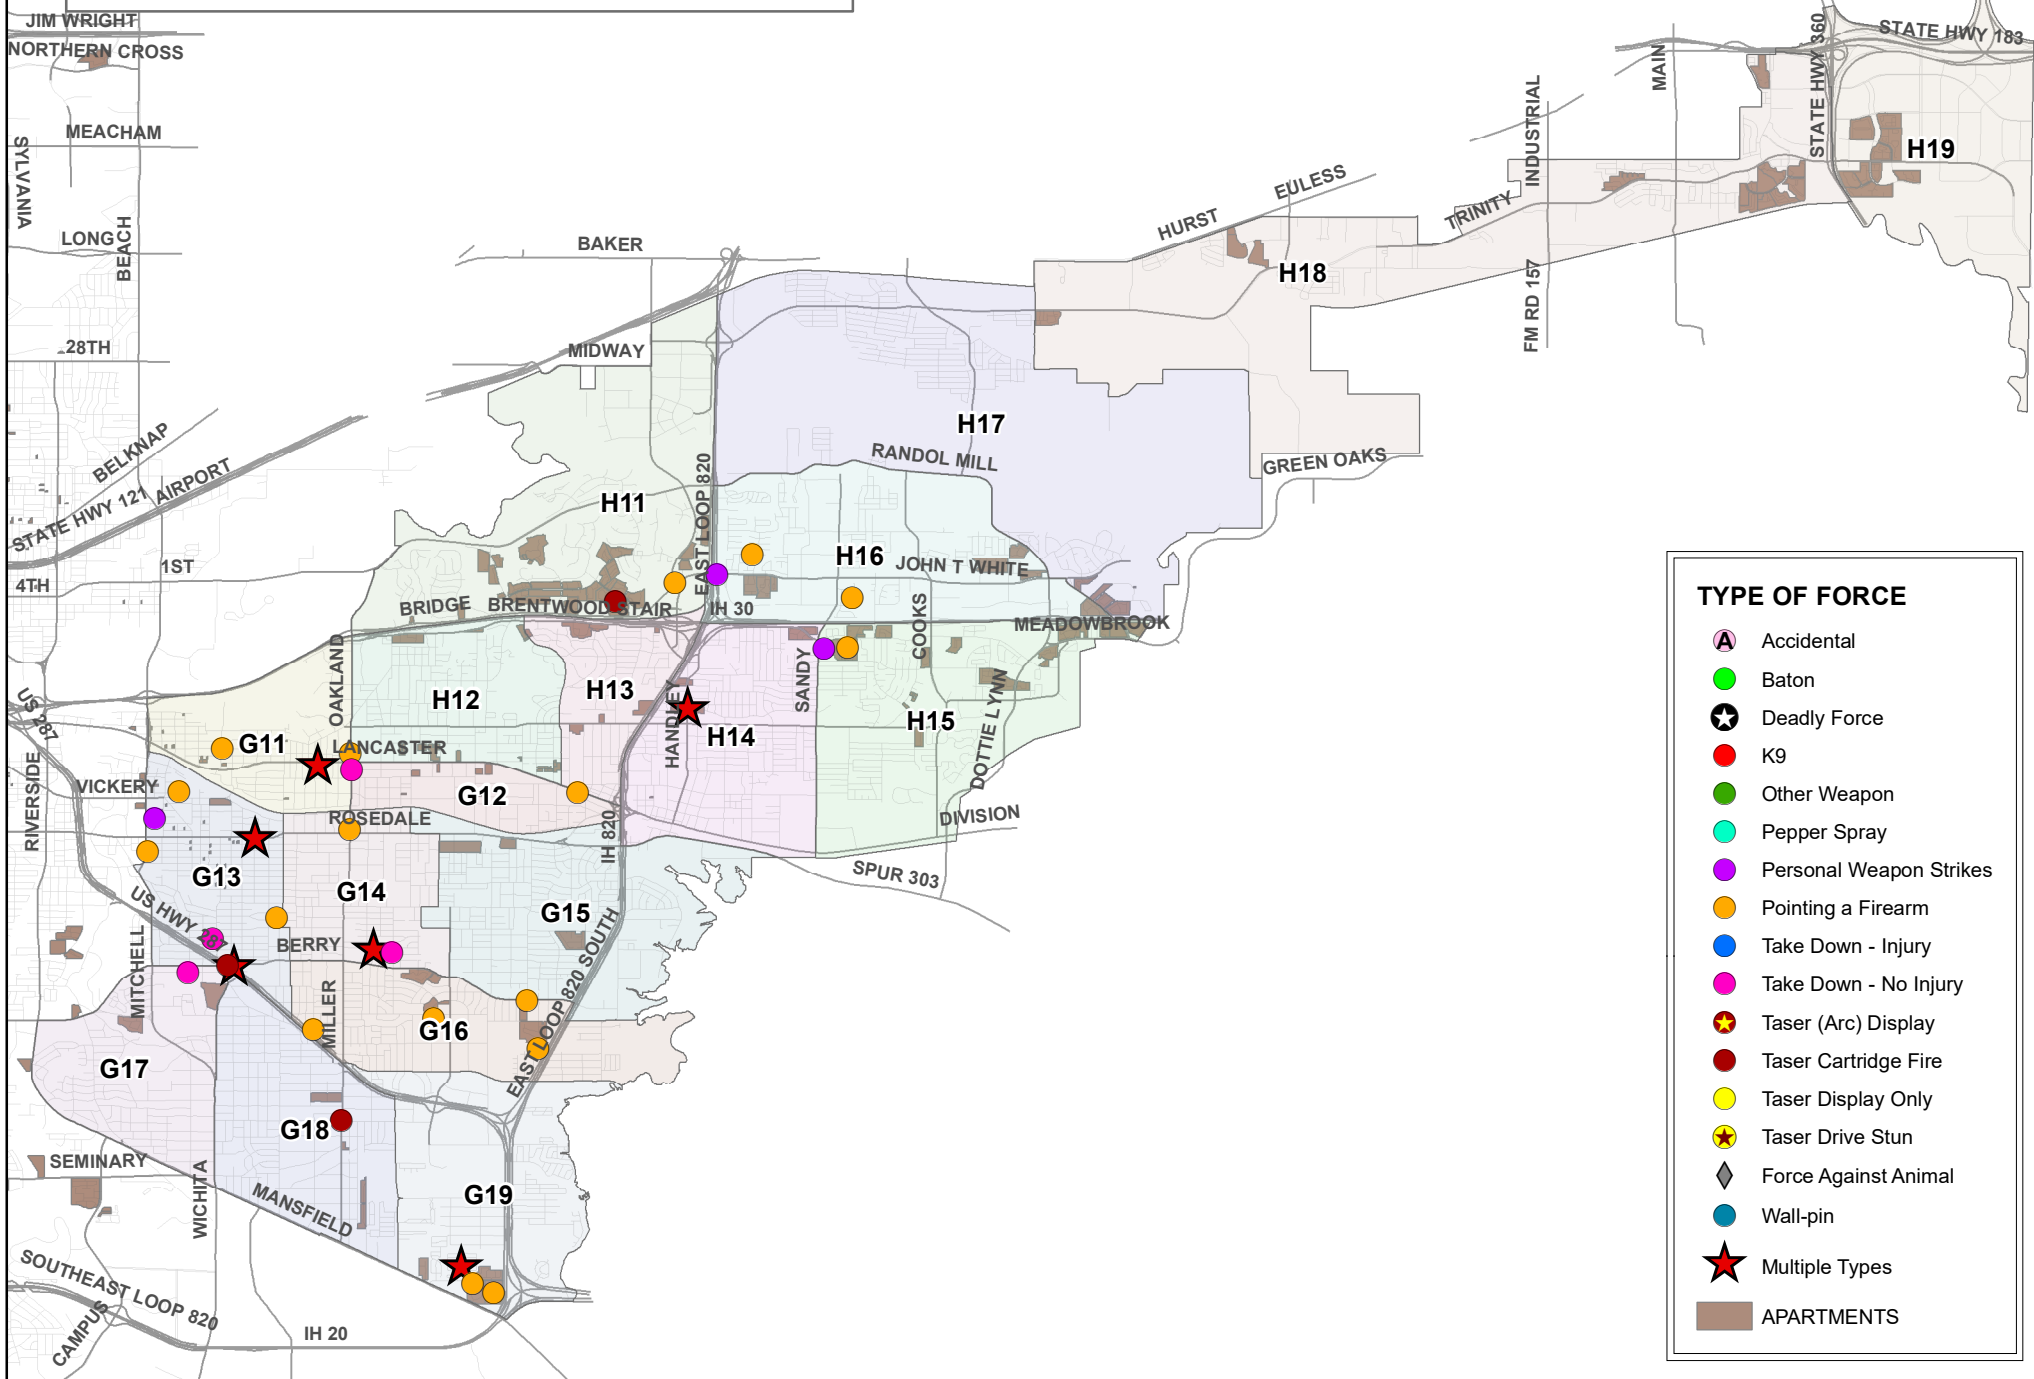 JIM WRIGHT
NORTHERN CROSS
STATE HWY 183
STATE HWY 360
MAIN
INDUSTRIAL
MEACHAM
SYLVANIA
H19
EULESS
HURST
TRINITY
LONG
BEACH
BAKER
H18
FM RD 157
28TH
MIDWAY
H17
RANDOL MILL
GREEN OAKS
BELKNAP
STATE HWY 121
AIRPORT
EAST LOOP 820
H11
H16
JOHN T WHITE
1ST
4TH
BRIDGE
BRENTWOOD STAIR
IH 30
COOKS
MEADOWBROOK
OAKLAND
SANDY
H12
H13
HANDLEY
H14
H15
DOTTIE LYNN
US 287
G11
LANCASTER
VICKERY
RIVERSIDE
G12
ROSEDALE
IH 820
DIVISION
SPUR 303
G13
G14
G15
US HWY 287
BERRY
MITCHELL
MILLER
G16
EAST LOOP 820 SOUTH
G17
G18
SEMINARY
WICHITA
MANSFIELD
G19
SOUTHEAST LOOP 820
CAMPUS
IH 20
TYPE OF FORCE
A Accidental
Baton
Deadly Force
K9
Other Weapon
Pepper Spray
Personal Weapon Strikes
Pointing a Firearm
Take Down - Injury
Take Down - No Injury
Taser (Arc) Display
Taser Cartridge Fire
Taser Display Only
Taser Drive Stun
Force Against Animal
Wall-pin
Multiple Types
APARTMENTS